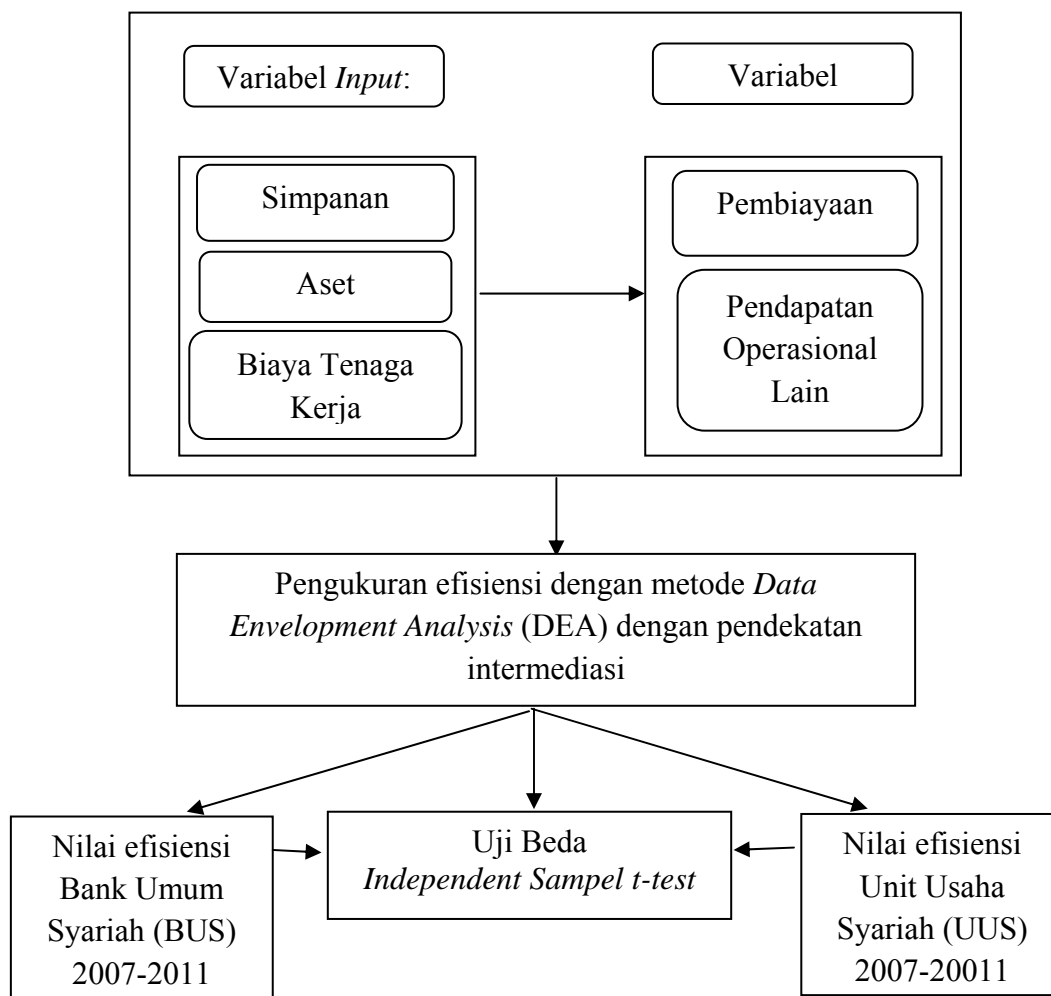 Variabel Input:
Variabel
Simpanan
Aset
Biaya Tenaga
Kerja
Pembiayaan
Pendapatan
Operasional
Lain
Pengukuran efisiensi dengan metode Data
Envelopment Analysis (DEA) dengan pendekatan
intermediasi
Nilai efisiensi
Bank Umum
Syariah (BUS)
2007-2011
Uji Beda
Independent Sampel t-test
Nilai efisiensi
Unit Usaha
Syariah (UUS)
2007-20011